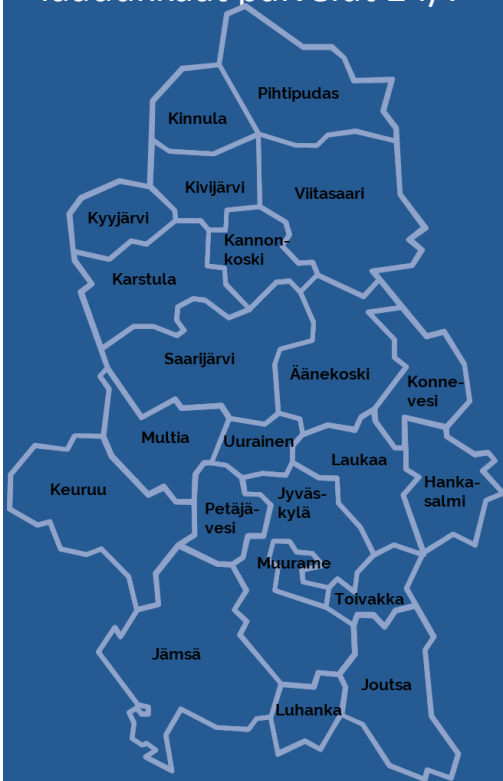 Pihtipudas
Kinnula
Kivijärvi
Viitasaari
Kyyjärvi
Kannon-
koski
Karstula
Saarijärvi
Äänekoski
Konne-
vesi
Multia
Uurainen
Laukaa
Keuruu
Hanka-
salmi
Petäjä-
vesi
Jyväs-
kylä
Muurame
Toivakka
Jämsä
Joutsa
Luhanka